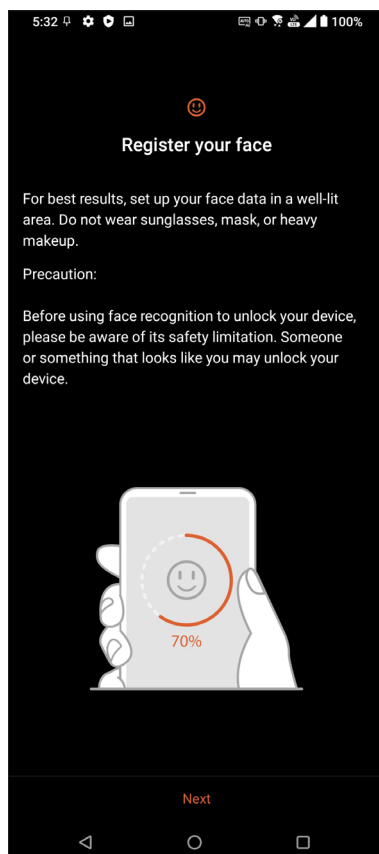 5:32 100%
Register your face
For best results, set up your face data in a well-lit
area. Do not wear sunglasses, mask, or heavy
makeup.
Precaution:
Before using face recognition to unlock your device,
please be aware of its safety limitation. Someone
or something that looks like you may unlock your
device.
70%
Next